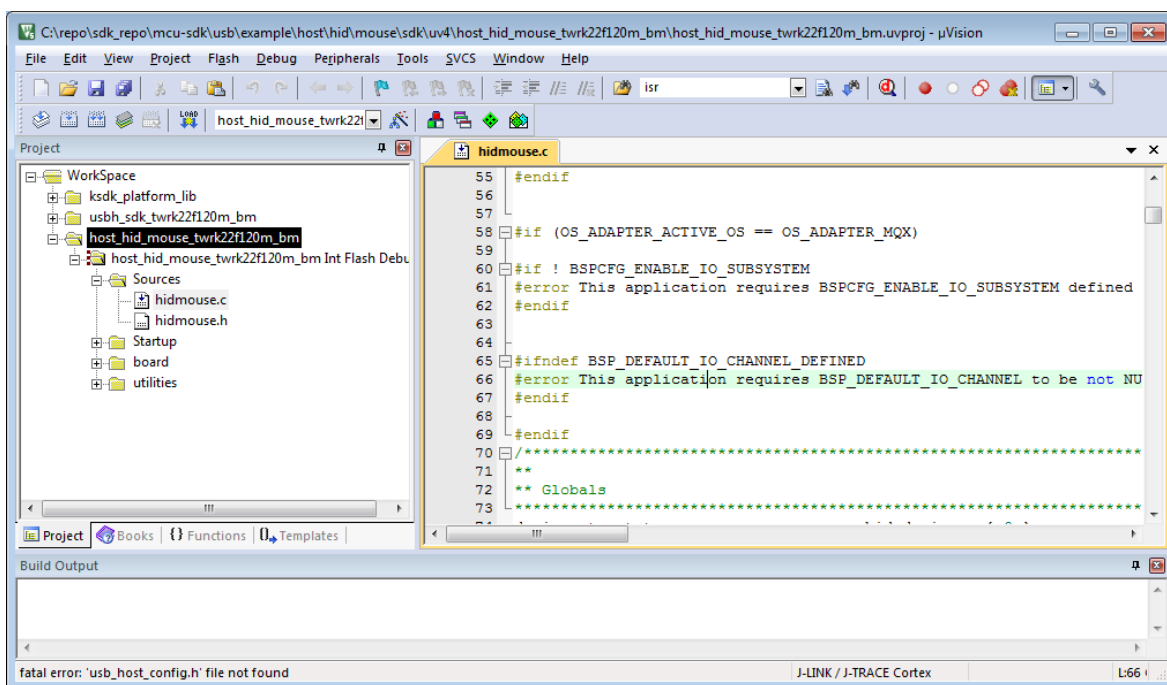 C:\repo\sdk_repo\mcu-sdk\usb\example\host\hid\mouse\sdk\uv4\host_hid_mouse_twrk22f120m_bm\host_hid_mouse_twrk22f120m_bm.uvproj - µVision
File Edit View Project Flash Debug Peripherals Tools SVCS Window Help
isr
LOAD host_hid_mouse_twrk22f
Project
WorkSpace
ksdk_platform_lib
usbh_sdk_twrk22f120m_bm
host_hid_mouse_twrk22f120m_bm
host_hid_mouse_twrk22f120m_bm Int Flash Debu
Sources
hidmouse.c
hidmouse.h
Startup
board
utilities
Project Books {} Functions Templates
hidmouse.c
55 #endif
56
57
58 #if (OS_ADAPTER_ACTIVE_OS == OS_ADAPTER_MQX)
59
60 #if ! BSPCFG_ENABLE_IO_SUBSYSTEM
61 #error This application requires BSPCFG_ENABLE_IO_SUBSYSTEM defined
62 #endif
63
64
65 #ifndef BSP_DEFAULT_IO_CHANNEL_DEFINED
66 #error This application requires BSP_DEFAULT_IO_CHANNEL to be not NU
67 #endif
68
69 #endif
70 /********************************************************************
71 **
72 ** Globals
73 ********************************************************************
Build Output
fatal error: 'usb_host_config.h' file not found J-LINK / J-TRACE Cortex L:66